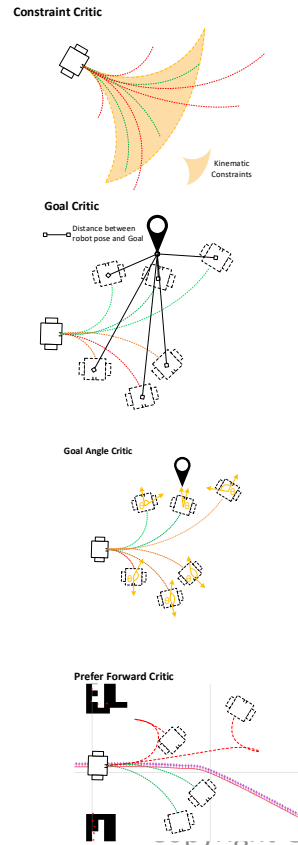 Constraint Critic
Kinematic
Constraints
Goal Critic
Distance between
robot pose and Goal
Goal Angle Critic
Prefer Forward Critic